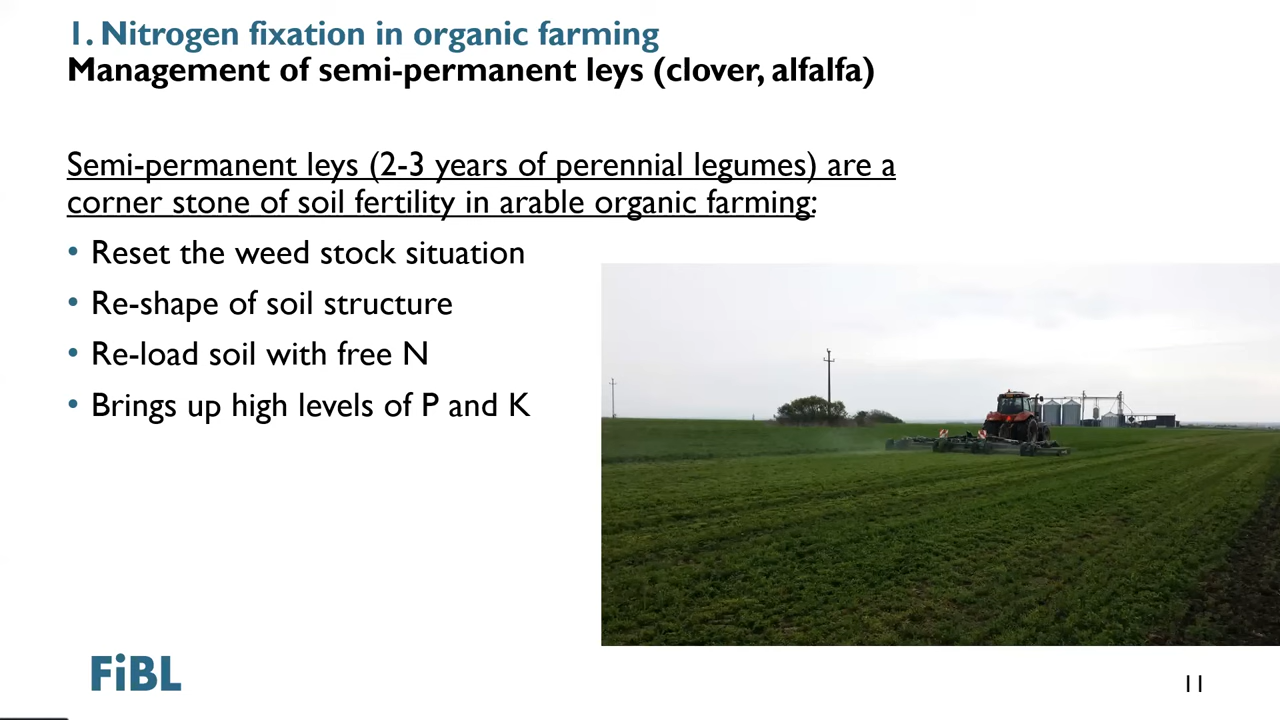 1. Nitrogen fixation in organic farming
Management of semi-permanent leys (clover, alfalfa)
Semi-permanent leys (2-3 years of perennial legumes) are a
corner stone of soil fertility in arable organic farming:
• Reset the weed stock situation
• Re-shape of soil structure
• Re-load soil with free N
• Brings up high levels of P and K
FiBL
11